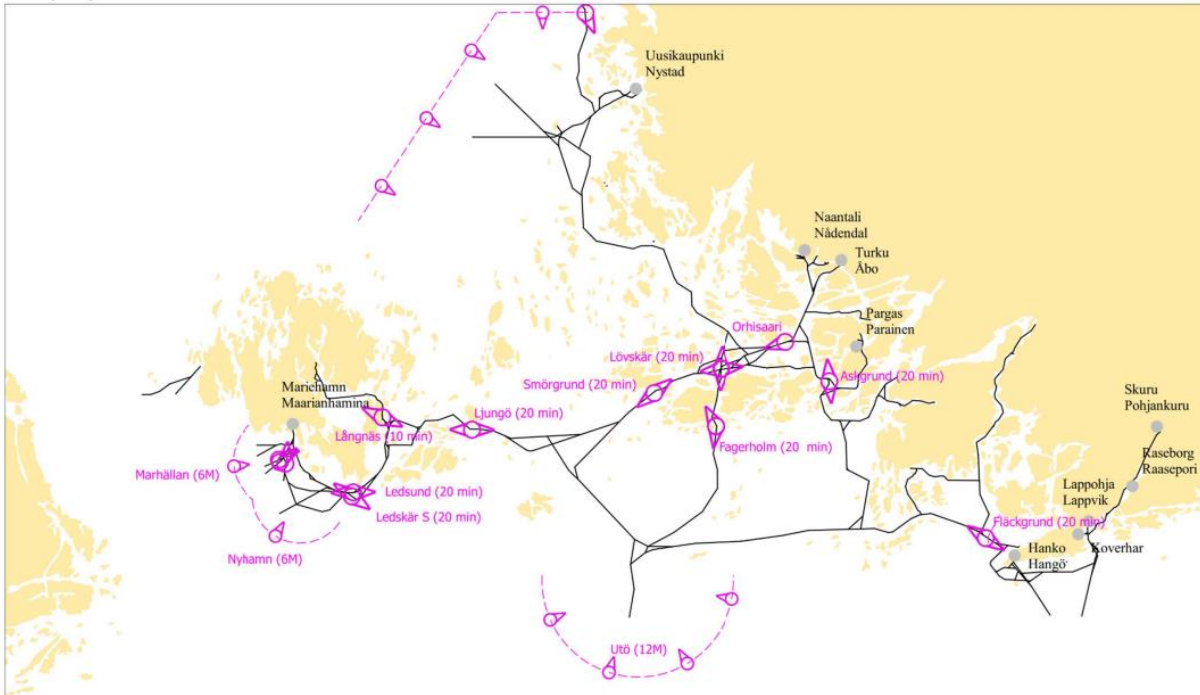 Uusikaupunki
Nystad
Naantali
Nådendal
Turku
Åbo
Pargas
Parainen
Orhisaari
Lövskär (20 min)
Smörgrund (20 min)
Askgrund (20 min)
Mariehamn
Maarianhamina
Ljungö (20 min)
Långnäs (10 min)
Fagerholm (20 min)
Skuru
Pohjankuru
Raseborg
Raasepori
Marhällan (6M)
Ledsund (20 min)
Ledskär S (20 min)
Lappohja
Lappvik
Fläckgrund (20 min)
Nyhamn (6M)
Hanko
Hangö
Koverhar
Utö (12M)